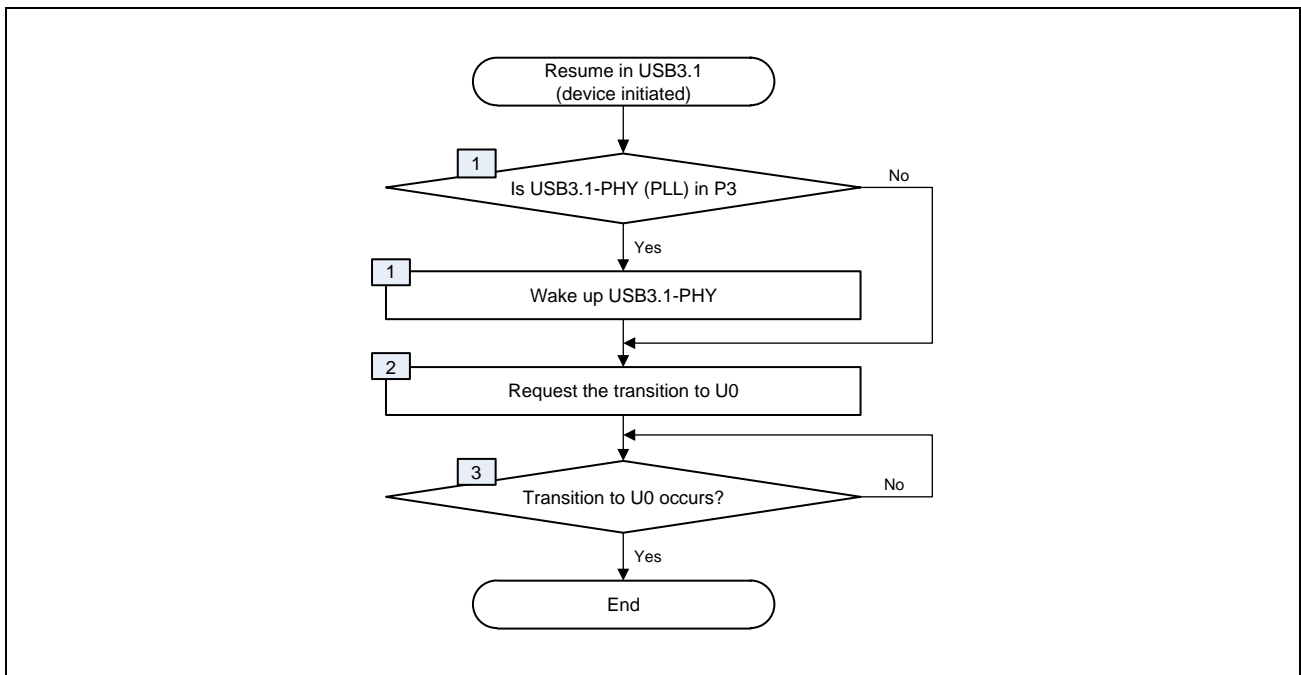 Resume in USB3.1
(device initiated)
1
Is USB3.1-PHY (PLL) in P3
No
Yes
1
Wake up USB3.1-PHY
2
Request the transition to U0
3
Transition to U0 occurs?
No
Yes
End